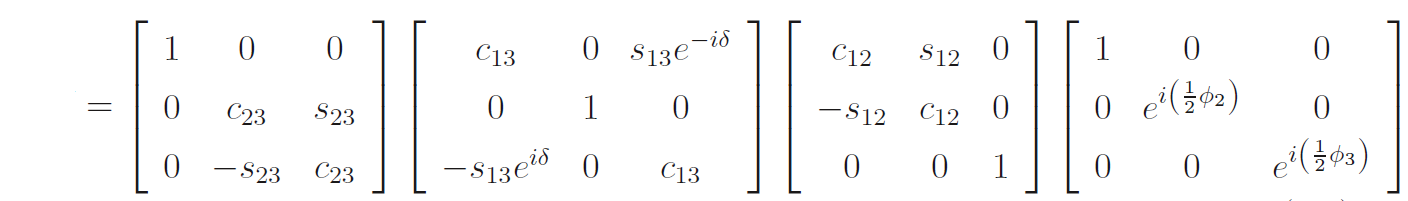 = [ 1 0 0 ; 0 c₂₃ s₂₃ ; 0 −s₂₃ c₂₃ ] [ c₁₃ 0 s₁₃e^{−iδ} ; 0 1 0 ; −s₁₃e^{iδ} 0 c₁₃ ] [ c₁₂ s₁₂ 0 ; −s₁₂ c₁₂ 0 ; 0 0 1 ] [ 1 0 0 ; 0 e^{i(½ϕ₂)} 0 ; 0 0 e^{i(½ϕ₃)} ]